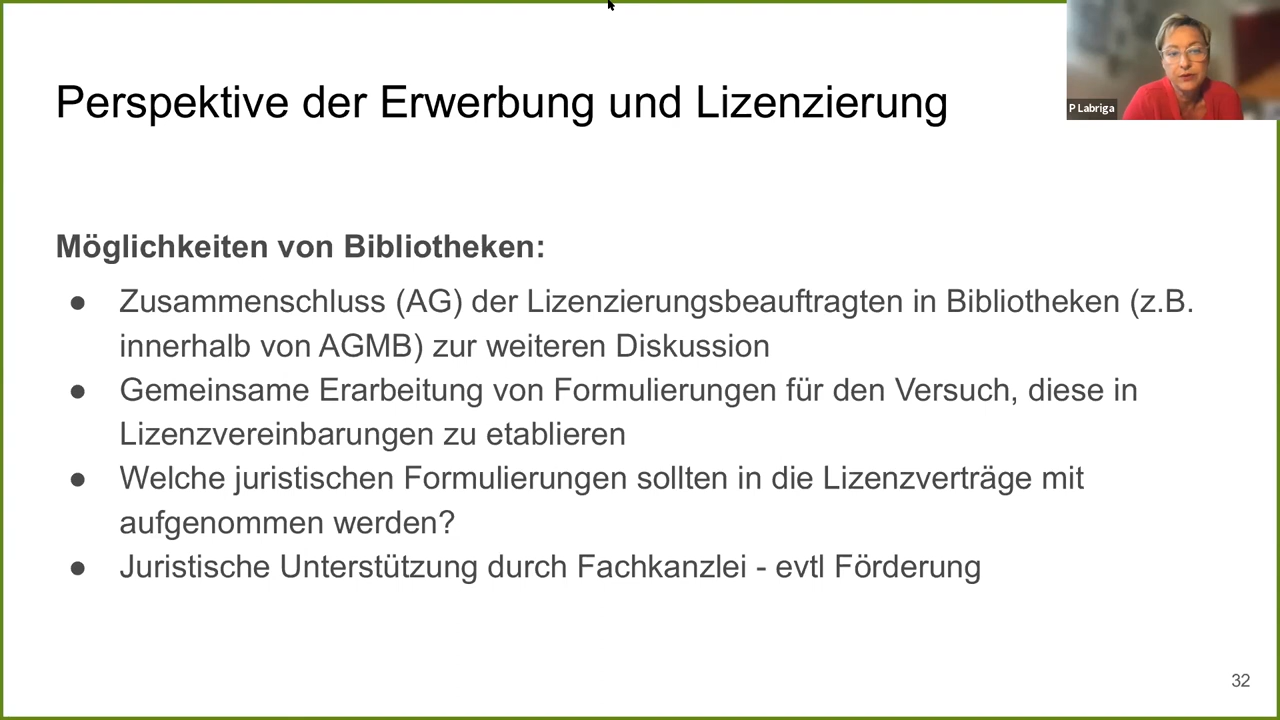 Perspektive der Erwerbung und Lizenzierung
P Labriga
Möglichkeiten von Bibliotheken:
● Zusammenschluss (AG) der Lizenzierungsbeauftragten in Bibliotheken (z.B.
innerhalb von AGMB) zur weiteren Diskussion
● Gemeinsame Erarbeitung von Formulierungen für den Versuch, diese in
Lizenzvereinbarungen zu etablieren
● Welche juristischen Formulierungen sollten in die Lizenzverträge mit
aufgenommen werden?
● Juristische Unterstützung durch Fachkanzlei - evtl Förderung
32